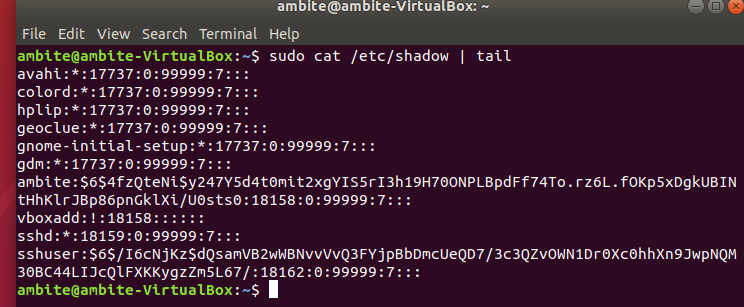 ambite@ambite-VirtualBox: ~
File Edit View Search Terminal Help
ambite@ambite-VirtualBox:~$ sudo cat /etc/shadow | tail
avahi:*:17737:0:99999:7:::
colord:*:17737:0:99999:7:::
hplip:*:17737:0:99999:7:::
geoclue:*:17737:0:99999:7:::
gnome-initial-setup:*:17737:0:99999:7:::
gdm:*:17737:0:99999:7:::
ambite:$6$4fzQteNi$y247Y5d4t0mit2xgYIS5rI3h19H70ONPLBpdFf74To.rz6L.fOKp5xDgkUBIN
tHhKlrJBp86pnGklXi/U0sts0:18158:0:99999:7:::
vboxadd:!:18158::::::
sshd:*:18159:0:99999:7:::
sshuser:$6$/I6cNjKz$dQsamVB2wWBNvvVvQ3FYjpBbDmcUeQD7/3c3QZvOWN1Dr0Xc0hhXn9JwpNQM
30BC44LIJcQlFXKKygzZm5L67/:18162:0:99999:7:::
ambite@ambite-VirtualBox:~$